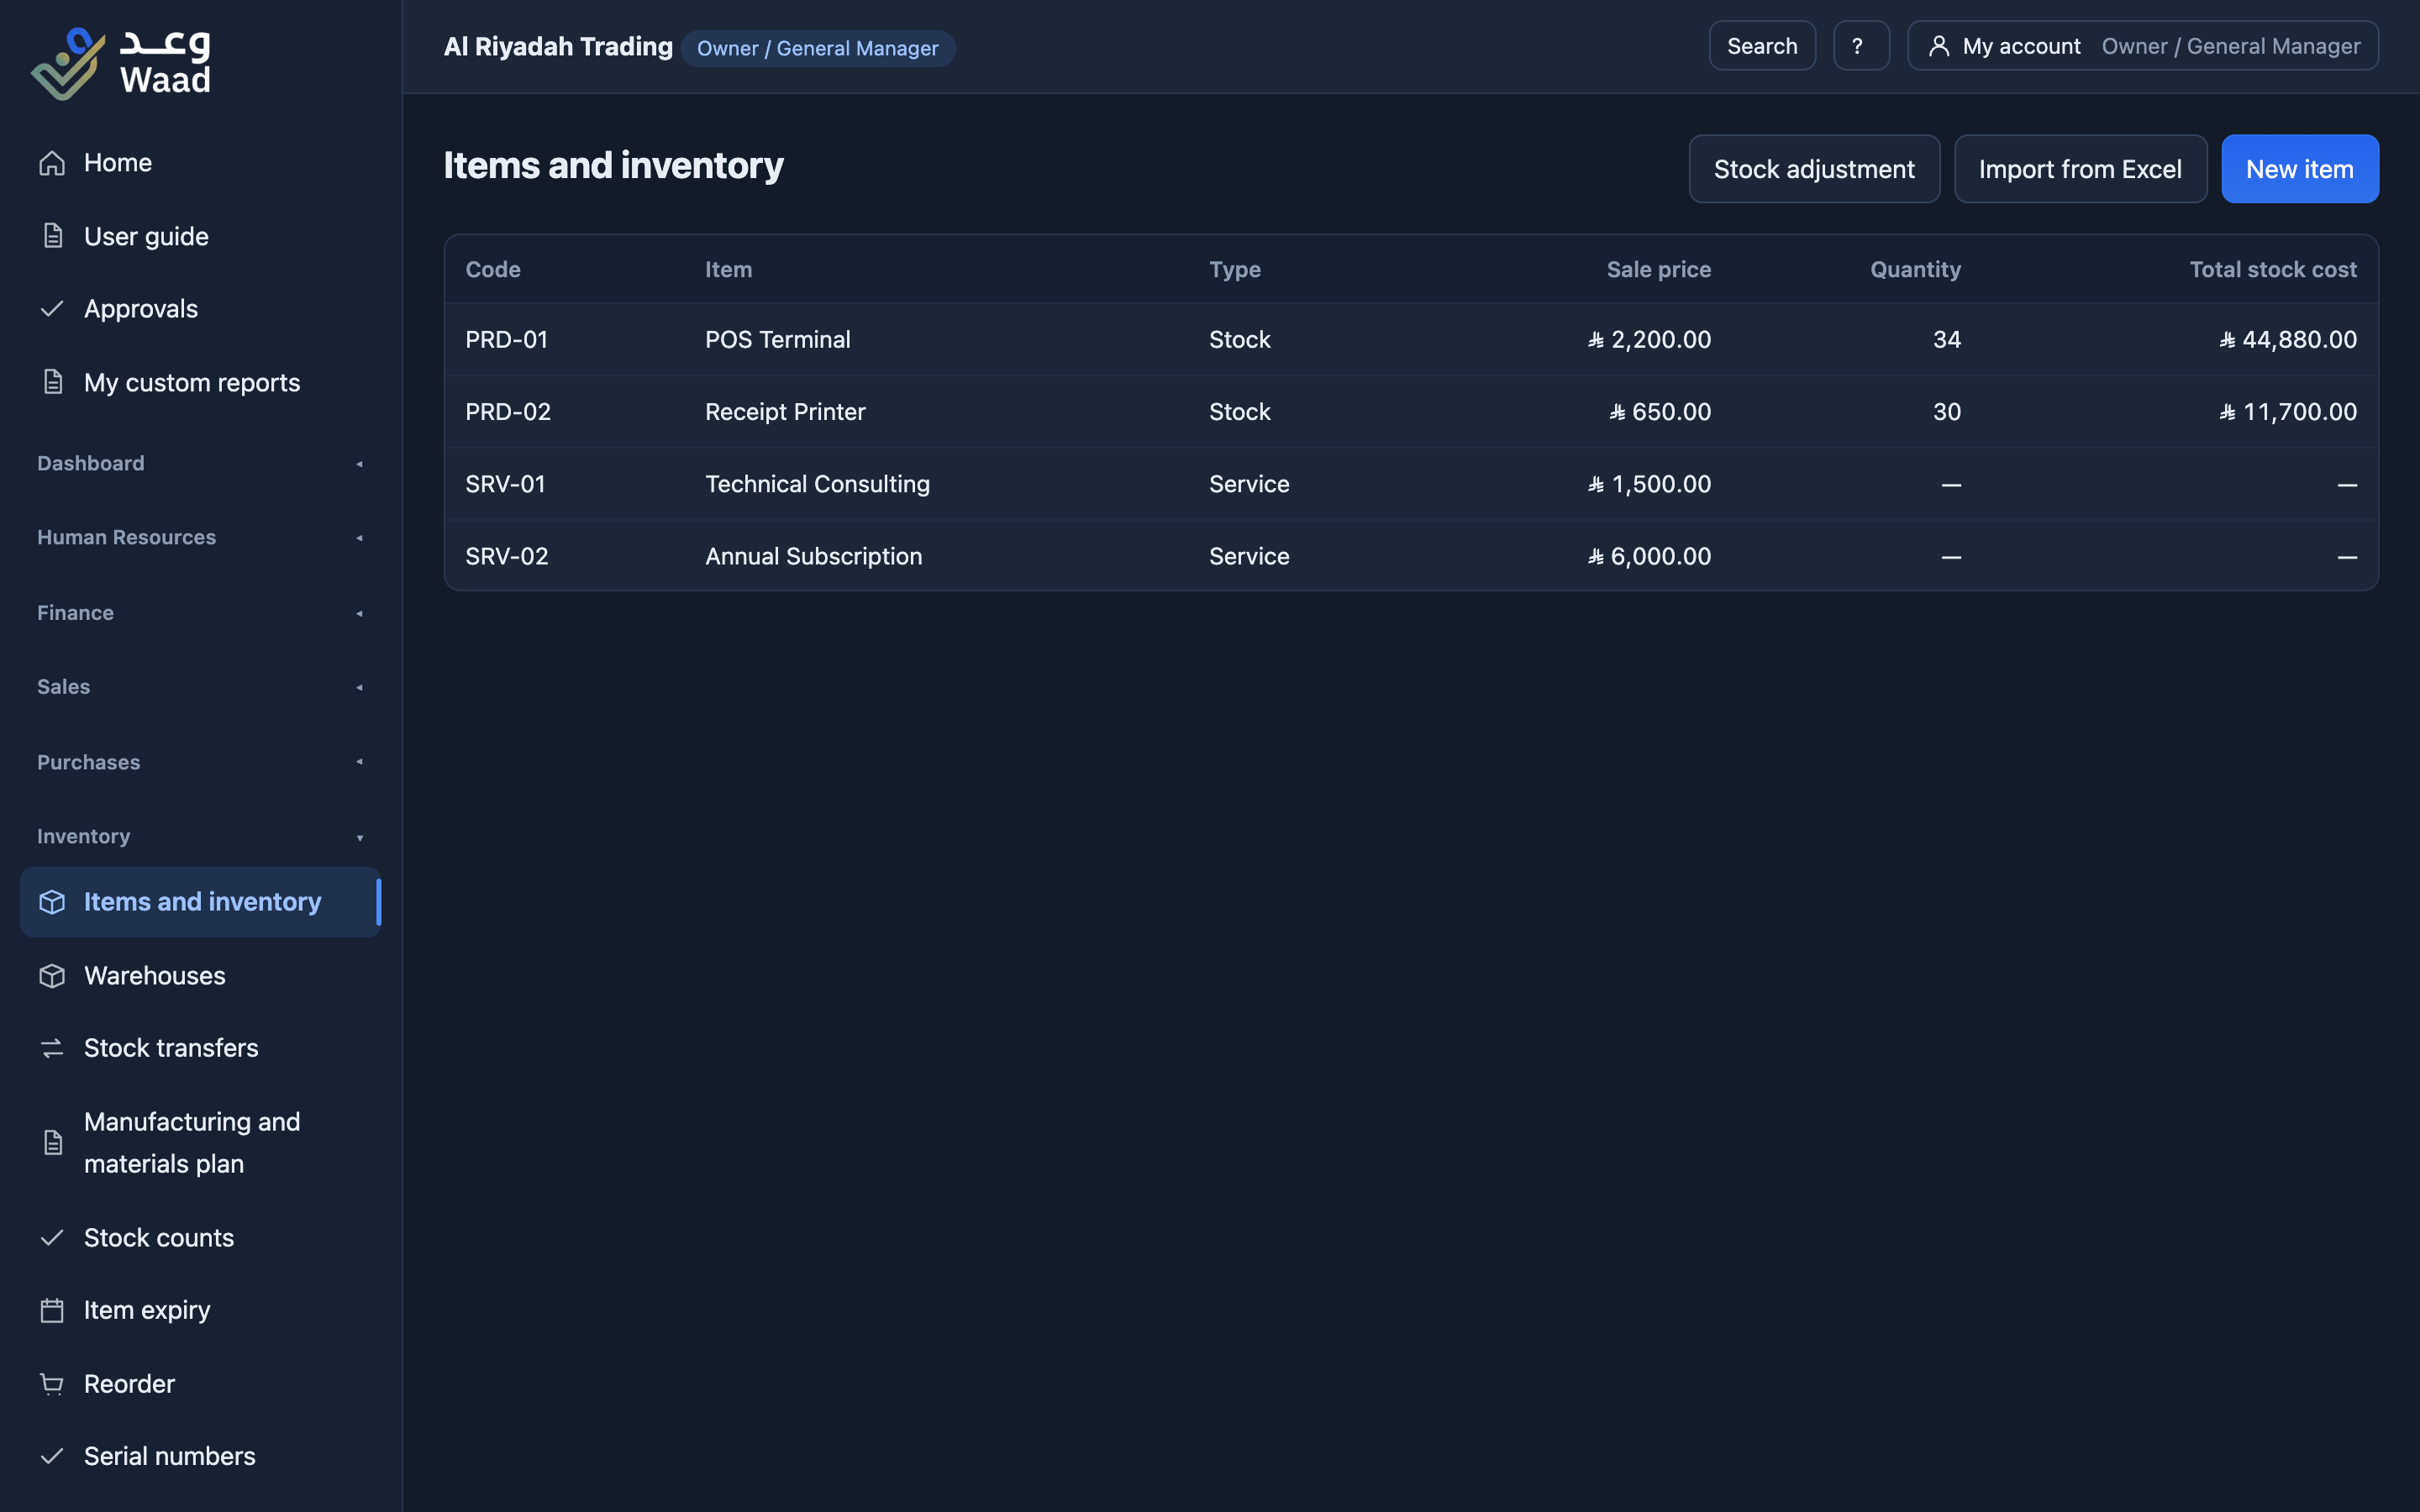 وعد
Waad
Home
User guide
Approvals
My custom reports
Dashboard
Human Resources
Finance
Sales
Purchases
Inventory
Items and inventory
Warehouses
Stock transfers
Manufacturing and
materials plan
Stock counts
Item expiry
Reorder
Serial numbers
Al Riyadah Trading Owner / General Manager
Search ? My account Owner / General Manager
Items and inventory
Stock adjustment Import from Excel New item
Code Item Type Sale price Quantity Total stock cost
PRD-01 POS Terminal Stock ⃁ 2,200.00 34 ⃁ 44,880.00
PRD-02 Receipt Printer Stock ⃁ 650.00 30 ⃁ 11,700.00
SRV-01 Technical Consulting Service ⃁ 1,500.00 — —
SRV-02 Annual Subscription Service ⃁ 6,000.00 — —